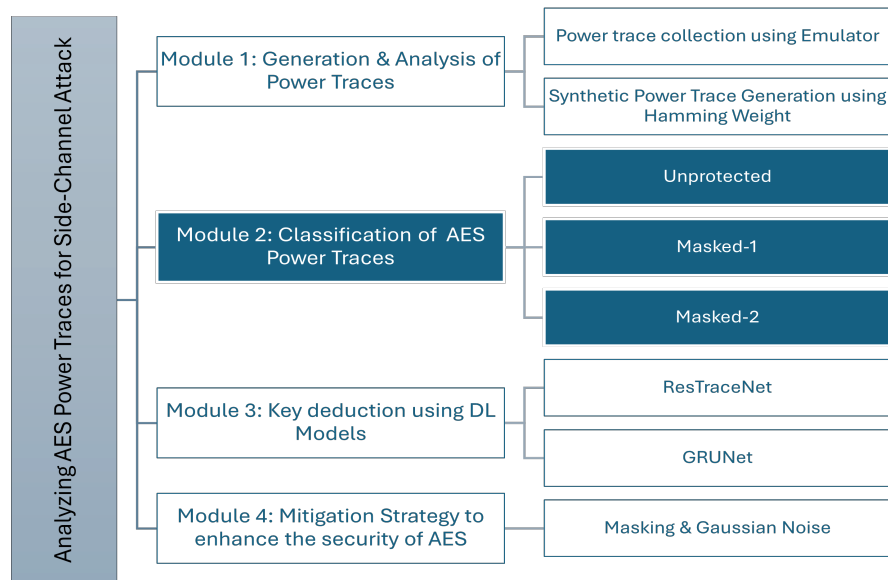 Analyzing AES Power Traces for Side-Channel Attack
Module 1: Generation & Analysis of
Power Traces
Power trace collection using Emulator
Synthetic Power Trace Generation using
Hamming Weight
Module 2: Classification of AES
Power Traces
Unprotected
Masked-1
Masked-2
Module 3: Key deduction using DL
Models
ResTraceNet
GRUNet
Module 4: Mitigation Strategy to
enhance the security of AES
Masking & Gaussian Noise